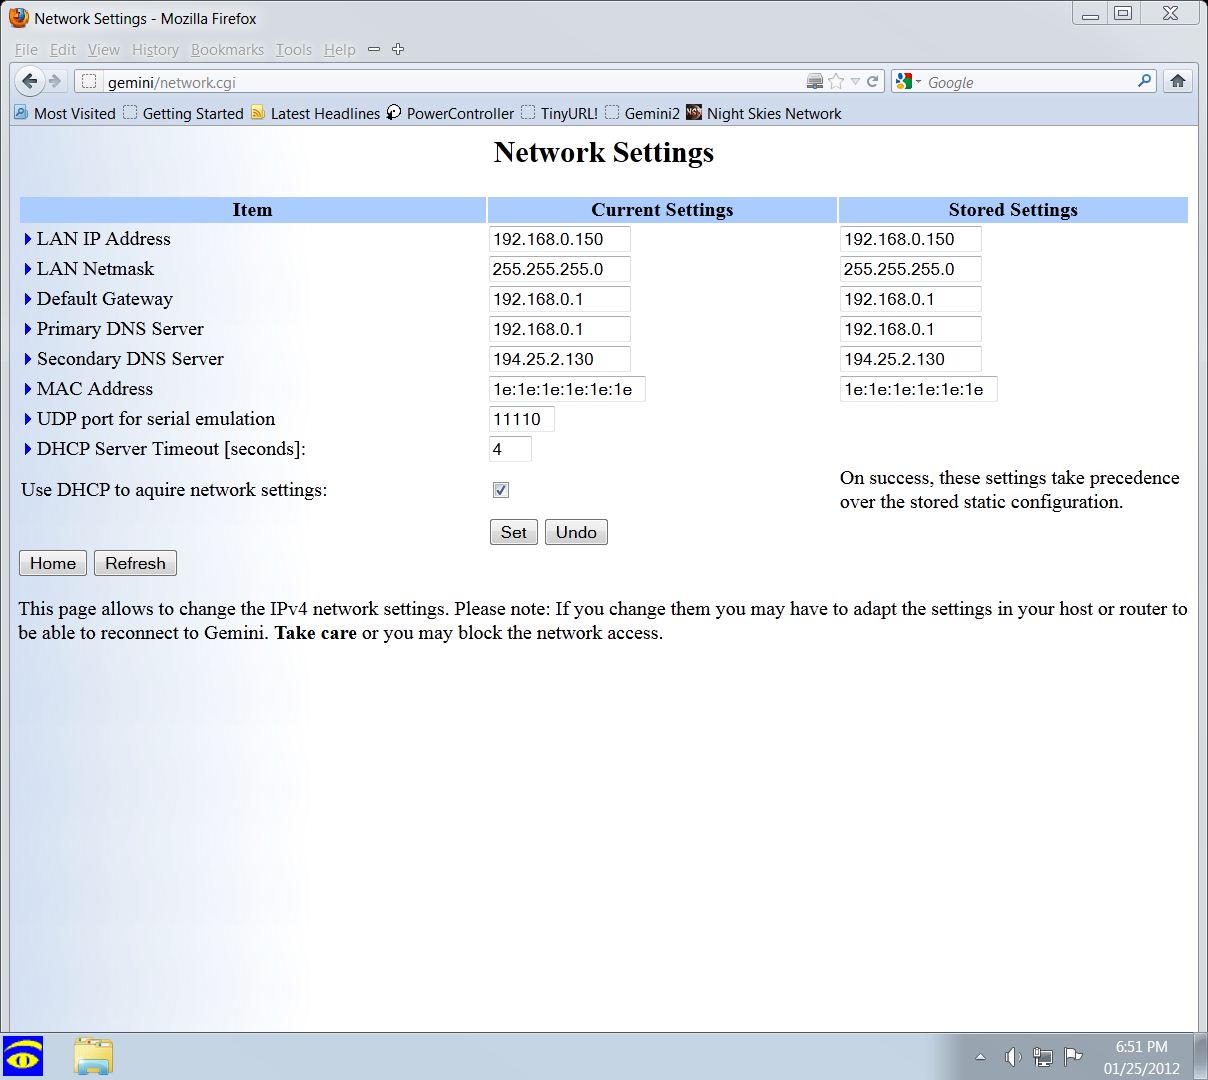 Network Settings - Mozilla Firefox
File Edit View History Bookmarks Tools Help
gemini/network.cgi Google
Most Visited Getting Started Latest Headlines PowerController TinyURL! Gemini2 Night Skies Network
Network Settings
Item Current Settings Stored Settings
LAN IP Address 192.168.0.150 192.168.0.150
LAN Netmask 255.255.255.0 255.255.255.0
Default Gateway 192.168.0.1 192.168.0.1
Primary DNS Server 192.168.0.1 192.168.0.1
Secondary DNS Server 194.25.2.130 194.25.2.130
MAC Address 1e:1e:1e:1e:1e:1e 1e:1e:1e:1e:1e:1e
UDP port for serial emulation 11110
DHCP Server Timeout [seconds]: 4
Use DHCP to aquire network settings: On success, these settings take precedence
over the stored static configuration.
Set Undo
Home Refresh
This page allows to change the IPv4 network settings. Please note: If you change them you may have to adapt the settings in your host or router to
be able to reconnect to Gemini. Take care or you may block the network access.
6:51 PM
01/25/2012